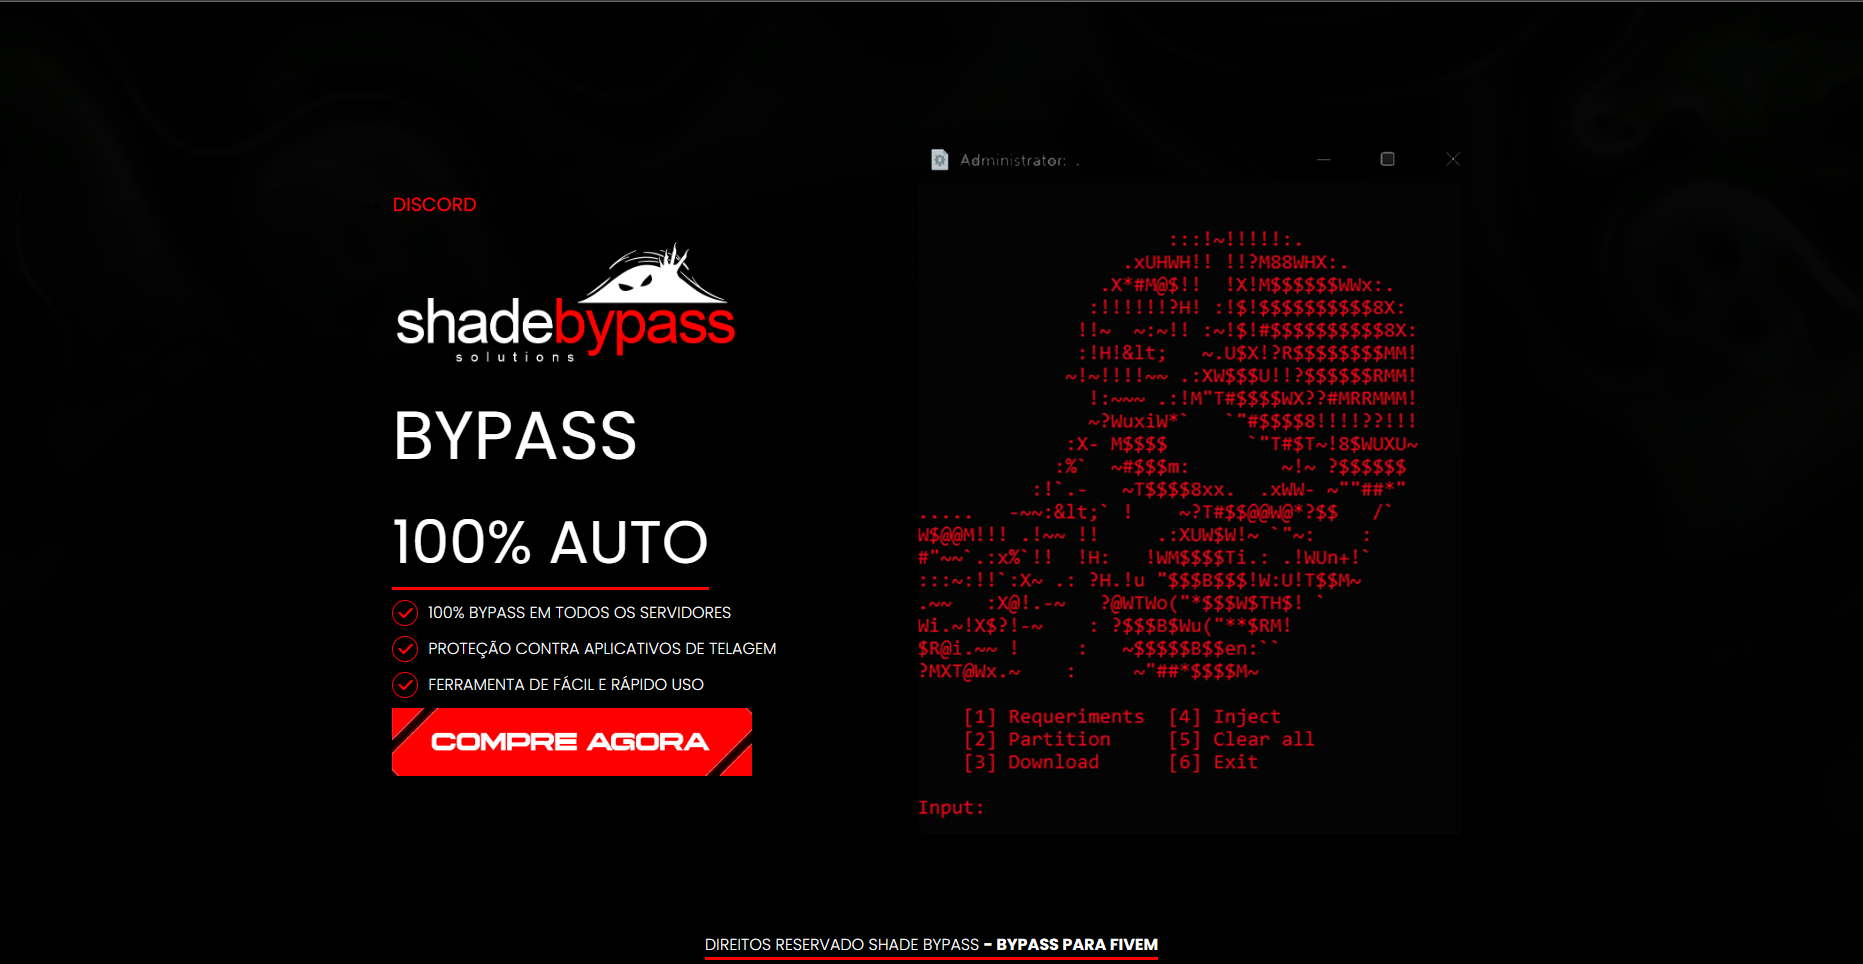 DISCORD
shadebypass
solutions
BYPASS
100% AUTO
100% BYPASS EM TODOS OS SERVIDORES
PROTEÇÃO CONTRA APLICATIVOS DE TELAGEM
FERRAMENTA DE FÁCIL E RÁPIDO USO
COMPRE AGORA
Administrator: .
[1] Requeriments [4] Inject
[2] Partition [5] Clear all
[3] Download [6] Exit
Input:
DIREITOS RESERVADO SHADE BYPASS - BYPASS PARA FIVEM